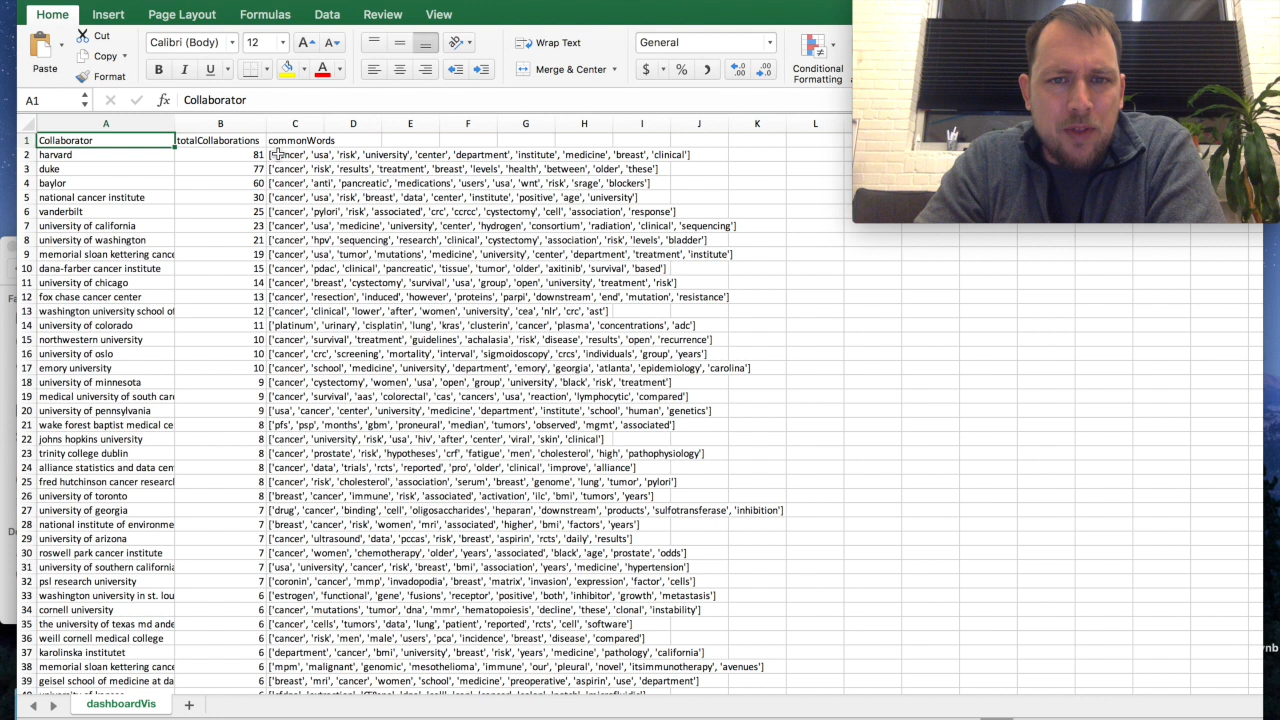 Home Insert Page Layout Formulas Data Review View
Cut
Copy
Format
Paste
Calibri (Body) 12
B I U
Wrap Text
Merge & Center
General
$ %
Conditional
Formatting
A1 fx Collaborator
A B C D E F G H I J K L
1 Collaborator totalCollaborations commonWords
2 harvard 81 'usa', 'risk', 'university', 'center', 'department', 'institute', 'medicine', 'breast', 'clinical']
3 duke 77 ['cancer', 'risk', 'results', 'treatment', 'breast', 'levels', 'health', 'between', 'older', 'these']
4 baylor 60 ['cancer', 'anti', 'pancreatic', 'medications', 'users', 'usa', 'wnt', 'risk', 'srage', 'blockers']
5 national cancer institute 30 ['cancer', 'usa', 'risk', 'breast', 'data', 'center', 'institute', 'positive', 'age', 'university']
6 vanderbilt 25 ['cancer', 'pylori', 'risk', 'associated', 'crc', 'ccrcc', 'cystectomy', 'cell', 'association', 'response']
7 university of california 23 ['cancer', 'usa', 'medicine', 'university', 'center', 'hydrogen', 'consortium', 'radiation', 'clinical', 'sequencing']
8 university of washington 21 ['cancer', 'hpv', 'sequencing', 'research', 'clinical', 'cystectomy', 'association', 'risk', 'levels', 'bladder']
9 memorial sloan kettering cance 19 ['cancer', 'usa', 'tumor', 'mutations', 'medicine', 'university', 'center', 'department', 'treatment', 'institute']
10 dana-farber cancer institute 15 ['cancer', 'pdac', 'clinical', 'pancreatic', 'tissue', 'tumor', 'older', 'axitinib', 'survival', 'based']
11 university of chicago 14 ['cancer', 'breast', 'cystectomy', 'survival', 'usa', 'group', 'open', 'university', 'treatment', 'risk']
12 fox chase cancer center 13 ['cancer', 'resection', 'induced', 'however', 'proteins', 'parpi', 'downstream', 'end', 'mutation', 'resistance']
13 washington university school of 12 ['cancer', 'clinical', 'lower', 'after', 'women', 'university', 'cea', 'nlr', 'crc', 'ast']
14 university of colorado 11 ['platinum', 'urinary', 'cisplatin', 'lung', 'kras', 'clusterin', 'cancer', 'plasma', 'concentrations', 'adc']
15 northwestern university 10 ['cancer', 'survival', 'treatment', 'guidelines', 'achalasia', 'risk', 'disease', 'results', 'open', 'recurrence']
16 university of oslo 10 ['cancer', 'crc', 'screening', 'mortality', 'interval', 'sigmoidoscopy', 'crcs', 'individuals', 'group', 'years']
17 emory university 10 ['cancer', 'school', 'medicine', 'university', 'department', 'emory', 'georgia', 'atlanta', 'epidemiology', 'carolina']
18 university of minnesota 9 ['cancer', 'cystectomy', 'women', 'usa', 'open', 'group', 'university', 'black', 'risk', 'treatment']
19 medical university of south car 9 ['cancer', 'survival', 'aas', 'colorectal', 'cas', 'cancers', 'usa', 'reaction', 'lymphocytic', 'compared']
20 university of pennsylvania 9 ['usa', 'cancer', 'center', 'university', 'medicine', 'department', 'institute', 'school', 'human', 'genetics']
21 wake forest baptist medical ce 8 ['pfs', 'psp', 'months', 'gbm', 'proneural', 'median', 'tumors', 'observed', 'mgmt', 'associated']
22 johns hopkins university 8 ['cancer', 'university', 'risk', 'usa', 'hiv', 'after', 'center', 'viral', 'skin', 'clinical']
23 trinity college dublin 8 ['cancer', 'prostate', 'risk', 'hypotheses', 'crf', 'fatigue', 'men', 'cholesterol', 'high', 'pathophysiology']
24 alliance statistics and data cen 8 ['cancer', 'data', 'trials', 'rcts', 'reported', 'pro', 'older', 'clinical', 'improve', 'alliance']
25 fred hutchinson cancer research 8 ['cancer', 'risk', 'cholesterol', 'association', 'serum', 'breast', 'genome', 'lung', 'tumor', 'pylori']
26 university of toronto 8 ['breast', 'cancer', 'immune', 'risk', 'associated', 'activation', 'ilc', 'bmi', 'tumors', 'years']
27 university of georgia 7 ['drug', 'cancer', 'binding', 'cell', 'oligosaccharides', 'heparan', 'downstream', 'products', 'sulfotransferase', 'inhibition']
28 national institute of environme 7 ['breast', 'cancer', 'risk', 'women', 'mri', 'associated', 'higher', 'bmi', 'factors', 'years']
29 university of arizona 7 ['cancer', 'ultrasound', 'data', 'pccas', 'risk', 'breast', 'aspirin', 'rcts', 'daily', 'results']
30 roswell park cancer institute 7 ['cancer', 'women', 'chemotherapy', 'older', 'years', 'associated', 'black', 'age', 'prostate', 'odds']
31 university of southern california 7 ['usa', 'university', 'cancer', 'risk', 'breast', 'bmi', 'association', 'years', 'medicine', 'hypertension']
32 psl research university 7 ['coronin', 'cancer', 'mmp', 'invadopodia', 'breast', 'matrix', 'invasion', 'expression', 'factor', 'cells']
33 washington university in st. lou 6 ['estrogen', 'functional', 'gene', 'fusions', 'receptor', 'positive', 'both', 'inhibitor', 'growth', 'metastasis']
34 cornell university 6 ['cancer', 'mutations', 'tumor', 'dna', 'mmr', 'hematopoiesis', 'decline', 'these', 'clonal', 'instability']
35 the university of texas md ande 6 ['cancer', 'cells', 'tumors', 'data', 'lung', 'patient', 'reported', 'rcts', 'cell', 'software']
36 weill cornell medical college 6 ['cancer', 'risk', 'men', 'male', 'users', 'pca', 'incidence', 'breast', 'disease', 'compared']
37 karolinska institutet 6 ['department', 'cancer', 'bmi', 'university', 'breast', 'risk', 'years', 'medicine', 'pathology', 'california']
38 memorial sloan kettering cance 6 ['mpm', 'malignant', 'genomic', 'mesothelioma', 'immune', 'our', 'pleural', 'novel', 'itsimmunotherapy', 'avenues']
39 geisel school of medicine at da 6 ['breast', 'mri', 'cancer', 'women', 'school', 'medicine', 'preoperative', 'aspirin', 'use', 'department']
dashboardVis